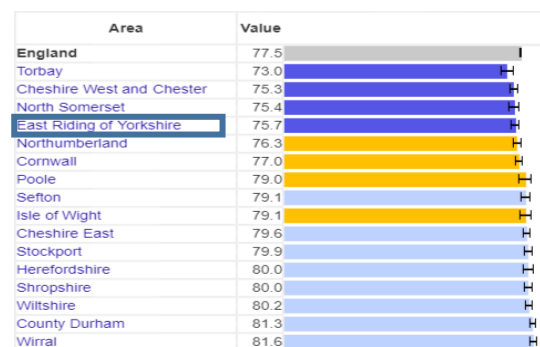 Area Value
England 77.5
Torbay 73.0
Cheshire West and Chester 75.3
North Somerset 75.4
East Riding of Yorkshire 75.7
Northumberland 76.3
Cornwall 77.0
Poole 79.0
Sefton 79.1
Isle of Wight 79.1
Cheshire East 79.6
Stockport 79.9
Herefordshire 80.0
Shropshire 80.0
Wiltshire 80.2
County Durham 81.3
Wirral 81.6